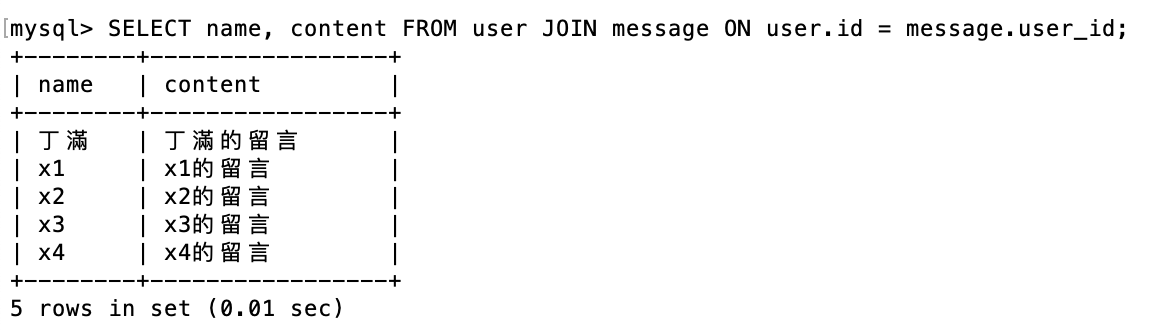 [mysql> SELECT name, content FROM user JOIN message ON user.id = message.user_id;
+--------+-----------------+
| name   | content         |
+--------+-----------------+
| 丁滿   | 丁滿的留言      |
| x1     | x1的留言        |
| x2     | x2的留言        |
| x3     | x3的留言        |
| x4     | x4的留言        |
+--------+-----------------+
5 rows in set (0.01 sec)